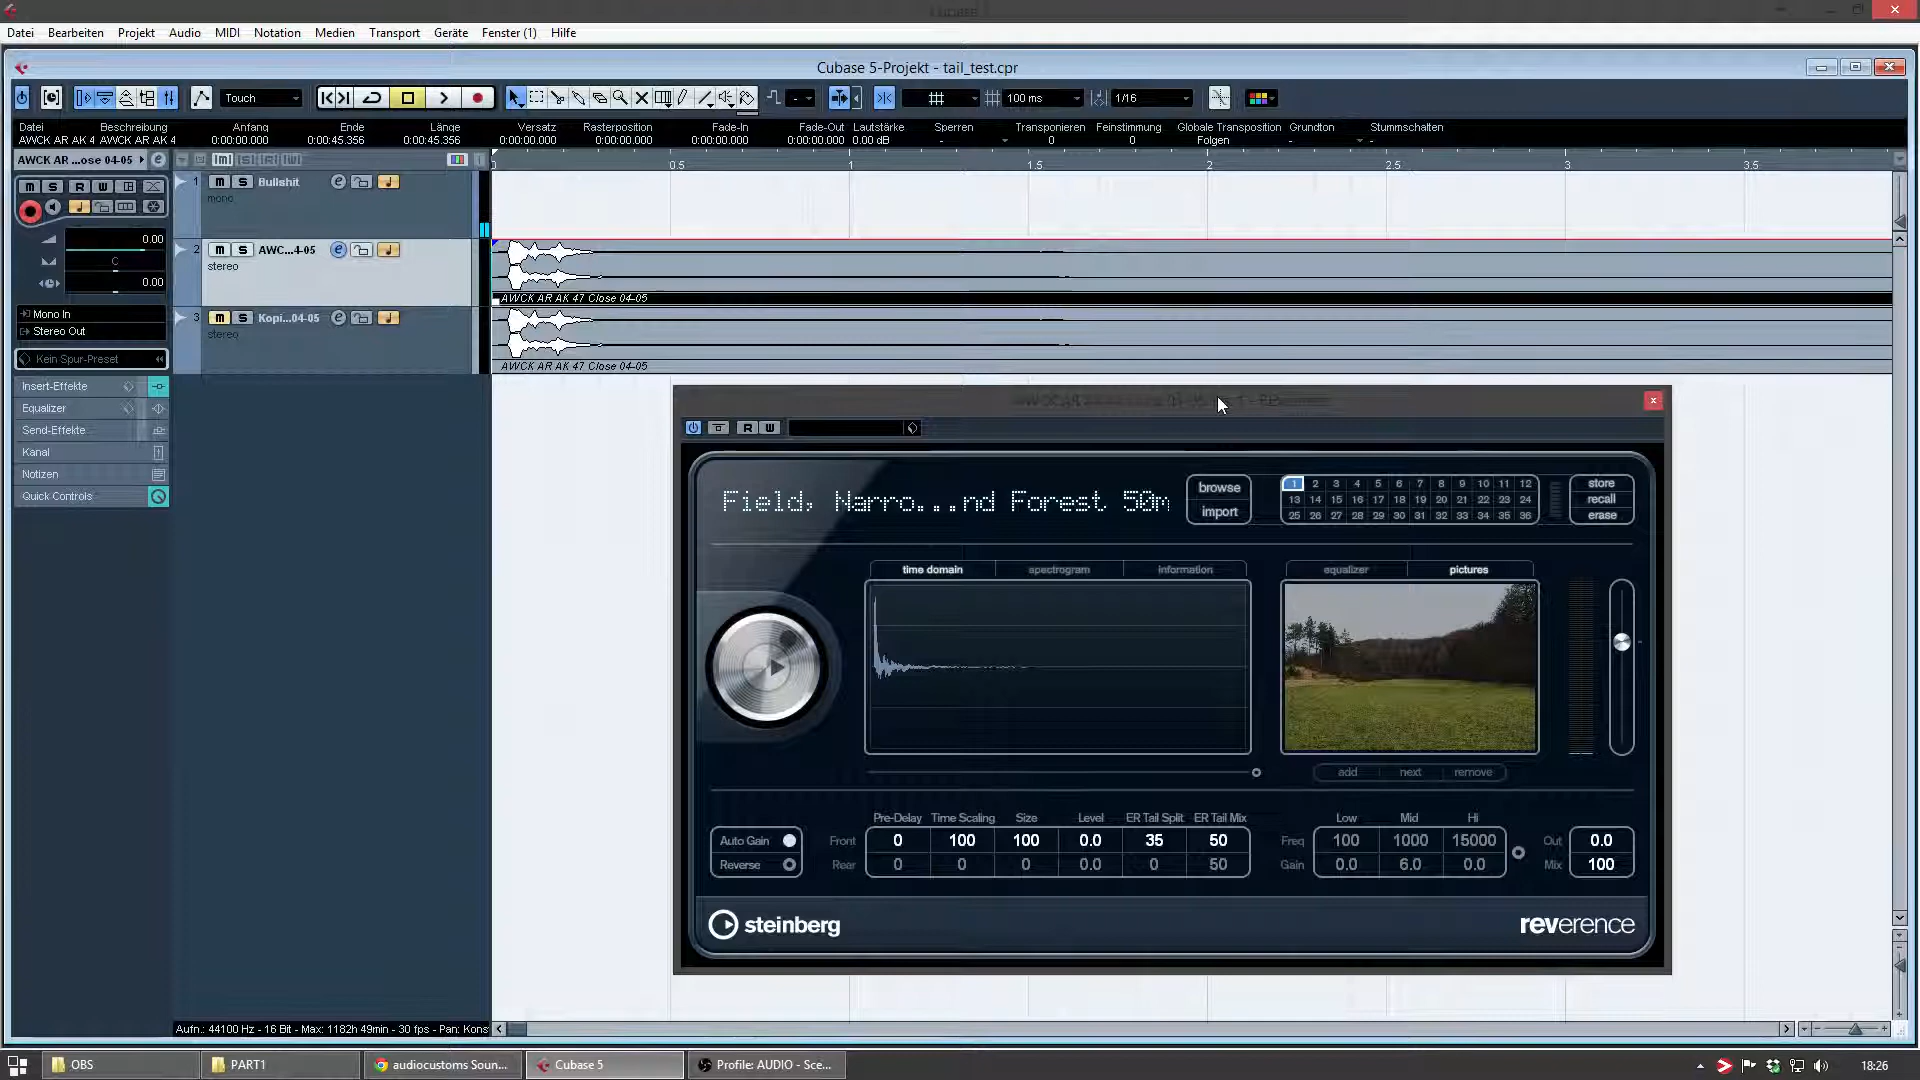 Datei Bearbeiten Projekt Audio MIDI Notation Medien Transport Geräte Fenster (1) Hilfe
Cubase 5-Projekt - tail_test.cpr
Touch 100 ms 1/16
Datei Beschreibung Anfang Ende Länge Versatz Rasterposition Fade-In Fade-Out Lautstärke Sperren Transponieren Feinstimmung Globale Transposition Grundton Stummschalten
AWCK AR AK 4 AWCK AR AK 4 0:00:00.000 0:00:45.356 0:00:45.356 0:00:00.000 0:00:00.000 0:00:00.000 0:00:00.000 0.00 dB - 0 0 Folgen - -
AWCK AR ...ose 04-05 e [m] [S] [R] [W]
0.5 1 1.5 2 2.5 3 3.5
m S R W
1 m S Bullshit e
mono
0.00
C
0.00
2 m S AWC...4-05 e
stereo
AWCK AR AK 47 Close 04-05
3 m S Kopi...04-05 e
stereo
AWCK AR AK 47 Close 04-05
Mono In
Stereo Out
Kein Spur-Preset
Insert-Effekte
Equalizer
Send-Effekte
Kanal
Notizen
Quick Controls
R W
Field, Narro...nd Forest 50m
browse
import
1 2 3 4 5 6 7 8 9 10 11 12
13 14 15 16 17 18 19 20 21 22 23 24
25 26 27 28 29 30 31 32 33 34 35 36
store
recall
erase
time domain spectrogram information
equalizer pictures
add next remove
Pre-Delay Time Scaling Size Level ER Tail Split ER Tail Mix Low Mid Hi
Auto Gain Front 0 100 100 0.0 35 50 Freq 100 1000 15000 Out 0.0
Reverse Rear 0 0 0 0.0 0 50 Gain 0.0 6.0 0.0 Mix 100
steinberg reverence
Aufn.: 44100 Hz - 16 Bit - Max: 1182h 49min - 30 fps - Pan: Kons
OBS PART1 audiocustoms Soun... Cubase 5 Profile: AUDIO - Sce... 18:26